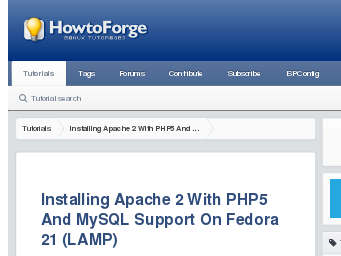 HowtoForge
LINUX TUTORIALS
Tutorials Tags Forums Contribute Subscribe ISPConfig
Tutorial search
Tutorials Installing Apache 2 With PHP5 And ...
Installing Apache 2 With PHP5
And MySQL Support On Fedora
21 (LAMP)